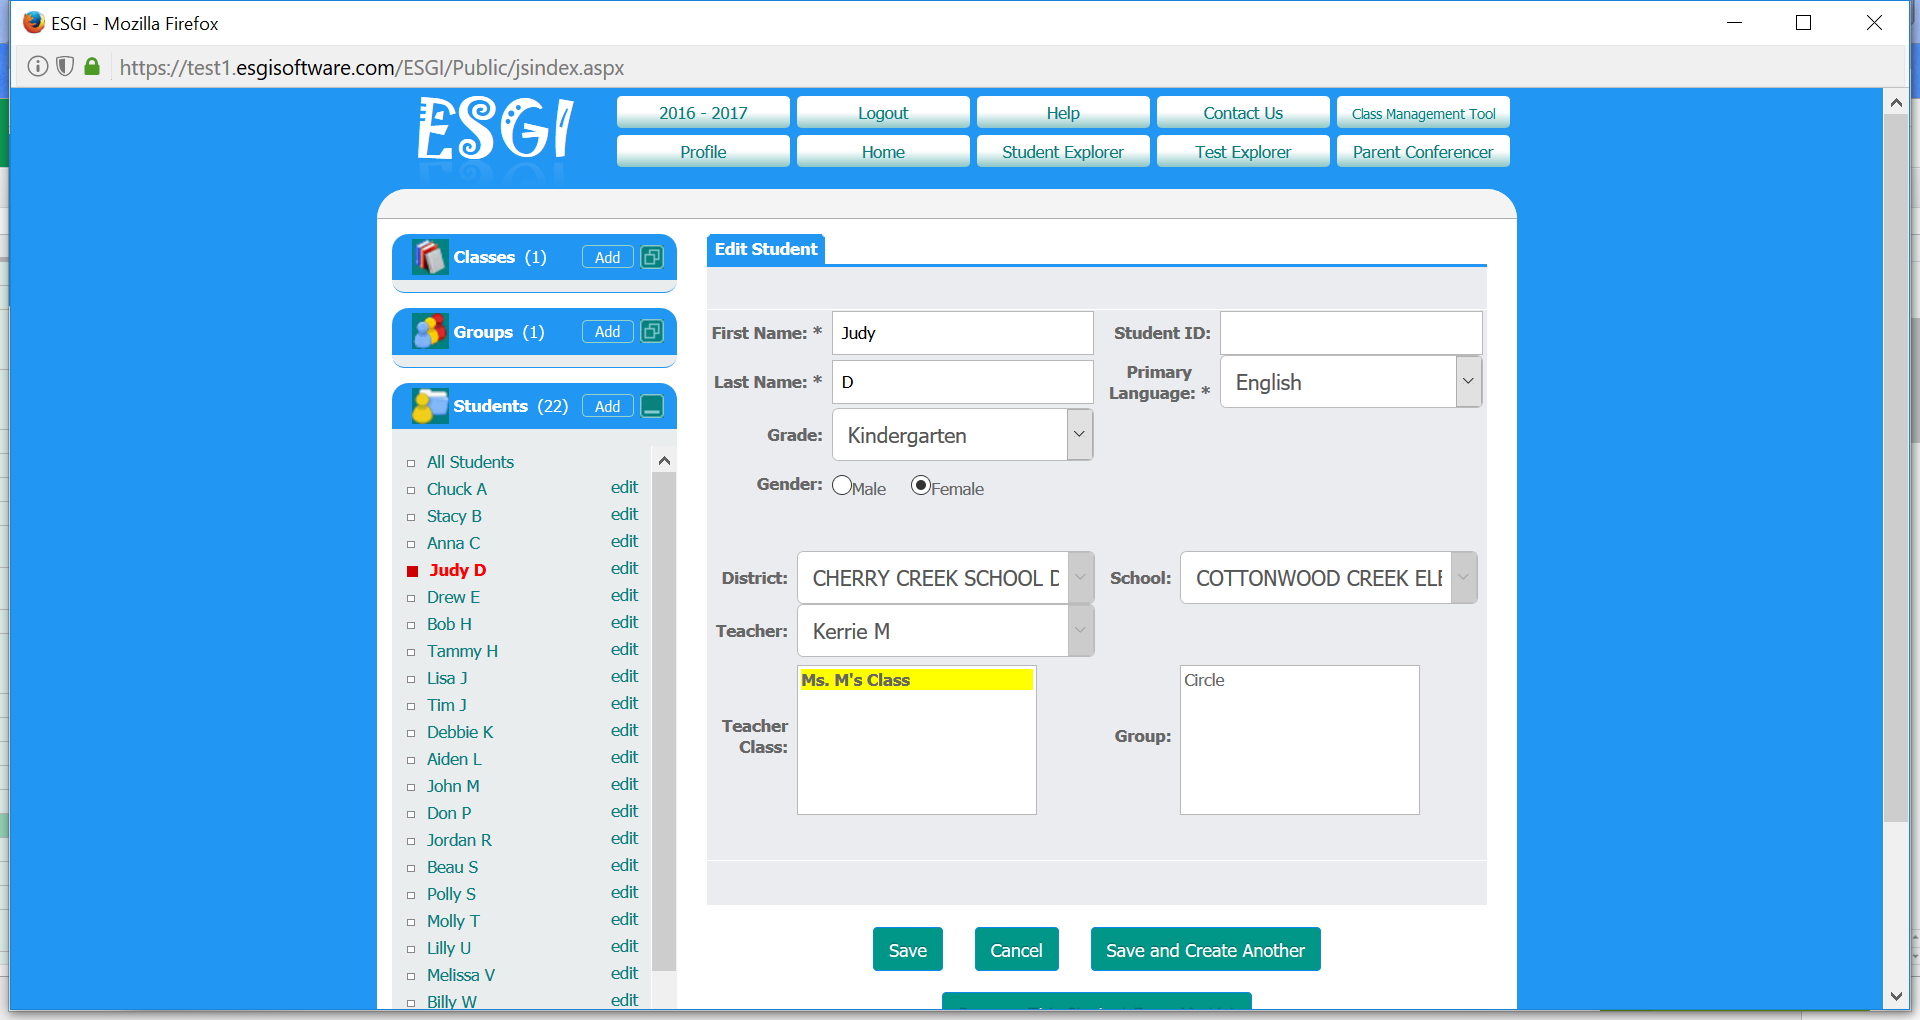 ESGI - Mozilla Firefox
https://test1.esgisoftware.com/ESGI/Public/jsindex.aspx
ESGI
2016 - 2017
Logout
Help
Contact Us
Class Management Tool
Profile
Home
Student Explorer
Test Explorer
Parent Conferencer
Classes (1)
Add
Groups (1)
Add
Students (22)
Add
All Students
Chuck A edit
Stacy B edit
Anna C edit
Judy D edit
Drew E edit
Bob H edit
Tammy H edit
Lisa J edit
Tim J edit
Debbie K edit
Aiden L edit
John M edit
Don P edit
Jordan R edit
Beau S edit
Polly S edit
Molly T edit
Lilly U edit
Melissa V edit
Billy W edit
Edit Student
First Name: * Judy
Student ID:
Last Name: * D
Primary
Language: *
English
Grade: Kindergarten
Gender: Male Female
District: CHERRY CREEK SCHOOL D
School: COTTONWOOD CREEK ELE
Teacher: Kerrie M
Teacher
Class:
Ms. M's Class
Group:
Circle
Save
Cancel
Save and Create Another